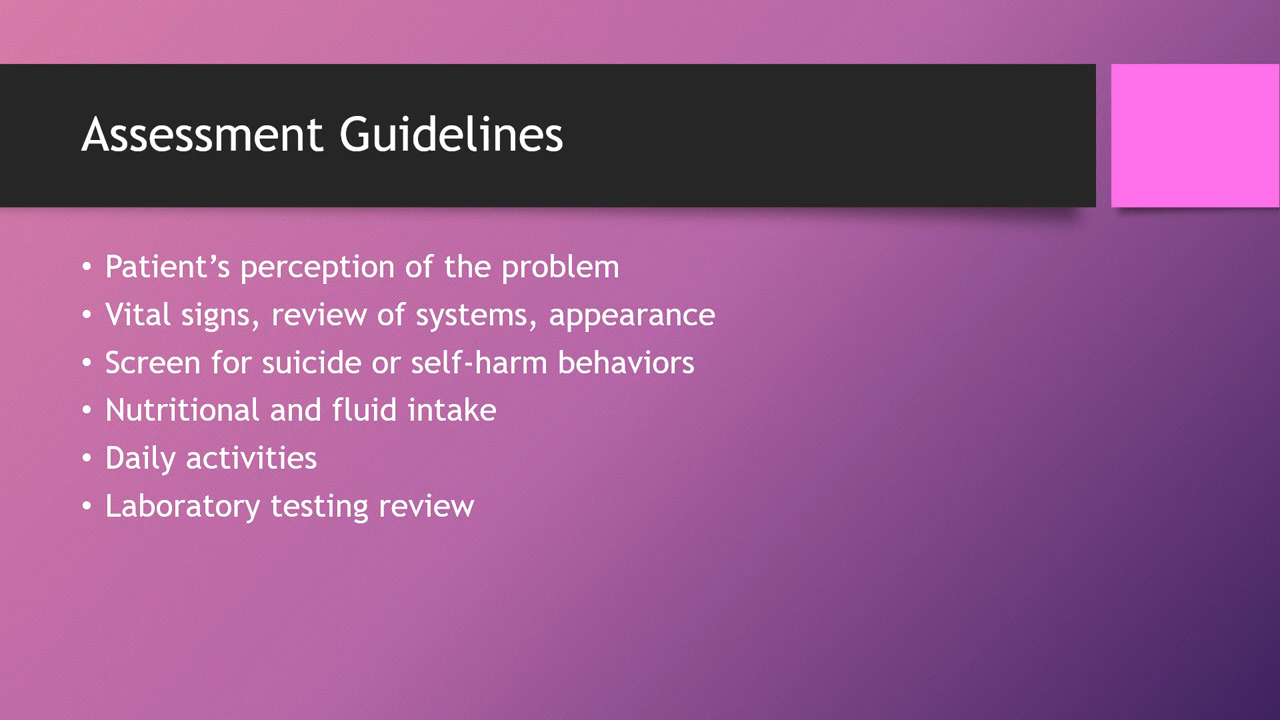 Assessment Guidelines
• Patient’s perception of the problem
• Vital signs, review of systems, appearance
• Screen for suicide or self-harm behaviors
• Nutritional and fluid intake
• Daily activities
• Laboratory testing review